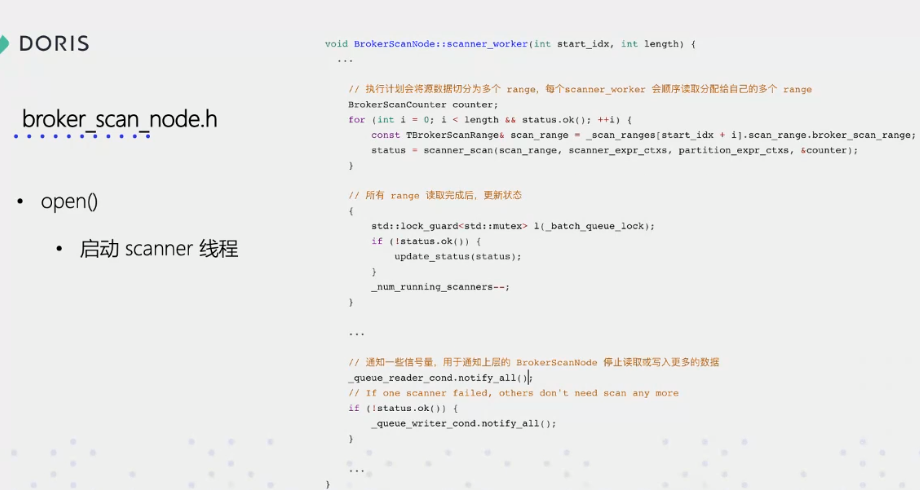 DORIS
broker_scan_node.h
• open()
• 启动 scanner 线程
void BrokerScanNode::scanner_worker(int start_idx, int length) {
...
// 执行计划会将源数据切分为多个 range, 每个scanner_worker 会顺序读取分配给自己的多个 range
BrokerScanCounter counter;
for (int i = 0; i < length && status.ok(); ++i) {
const TBrokerScanRange& scan_range = _scan_ranges[start_idx + i].scan_range.broker_scan_range;
status = scanner_scan(scan_range, scanner_expr_ctxs, partition_expr_ctxs, &counter);
}
// 所有 range 读取完成后, 更新状态
{
std::lock_guard<std::mutex> l(_batch_queue_lock);
if (!status.ok()) {
update_status(status);
}
_num_running_scanners--;
}
...
// 通知一些信号量, 用于通知上层的 BrokerScanNode 停止读取或写入更多的数据
_queue_reader_cond.notify_all();
// If one scanner failed, others don't need scan any more
if (!status.ok()) {
_queue_writer_cond.notify_all();
}
...
}